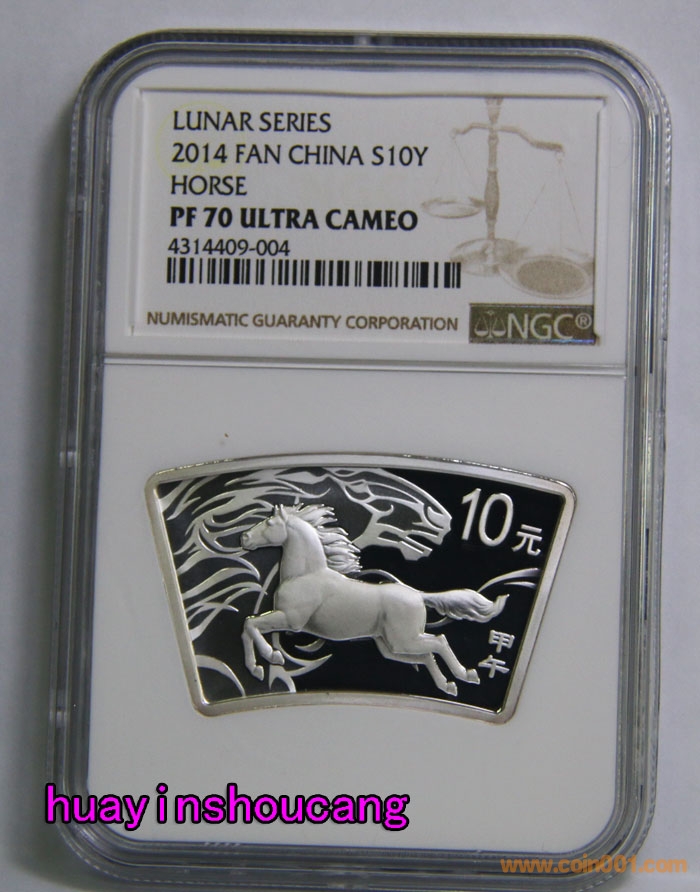 LUNAR SERIES
2014 FAN CHINA S10Y
HORSE
PF 70 ULTRA CAMEO
4314409-004
NUMISMATIC GUARANTY CORPORATION
NGC®
10元
甲午
huayinshoucang
www.coin001.com